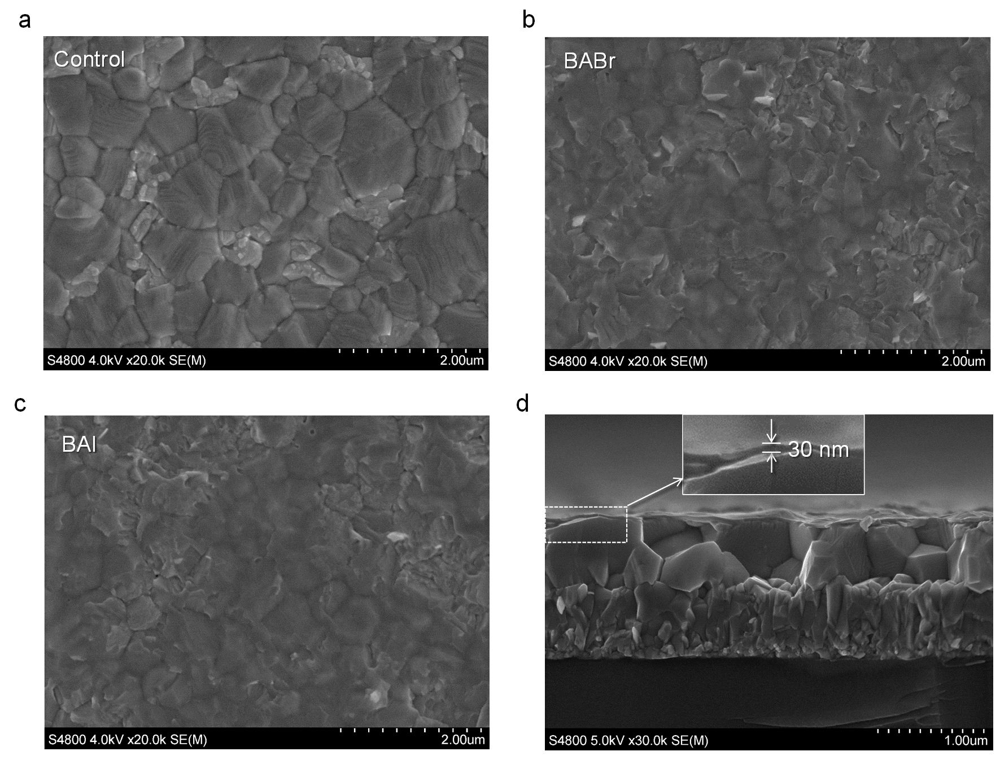 a
Control
S4800 4.0kV x20.0k SE(M)
2.00um
b
BABr
S4800 4.0kV x20.0k SE(M)
2.00um
c
BAI
S4800 4.0kV x20.0k SE(M)
2.00um
d
30 nm
S4800 5.0kV x30.0k SE(M)
1.00um